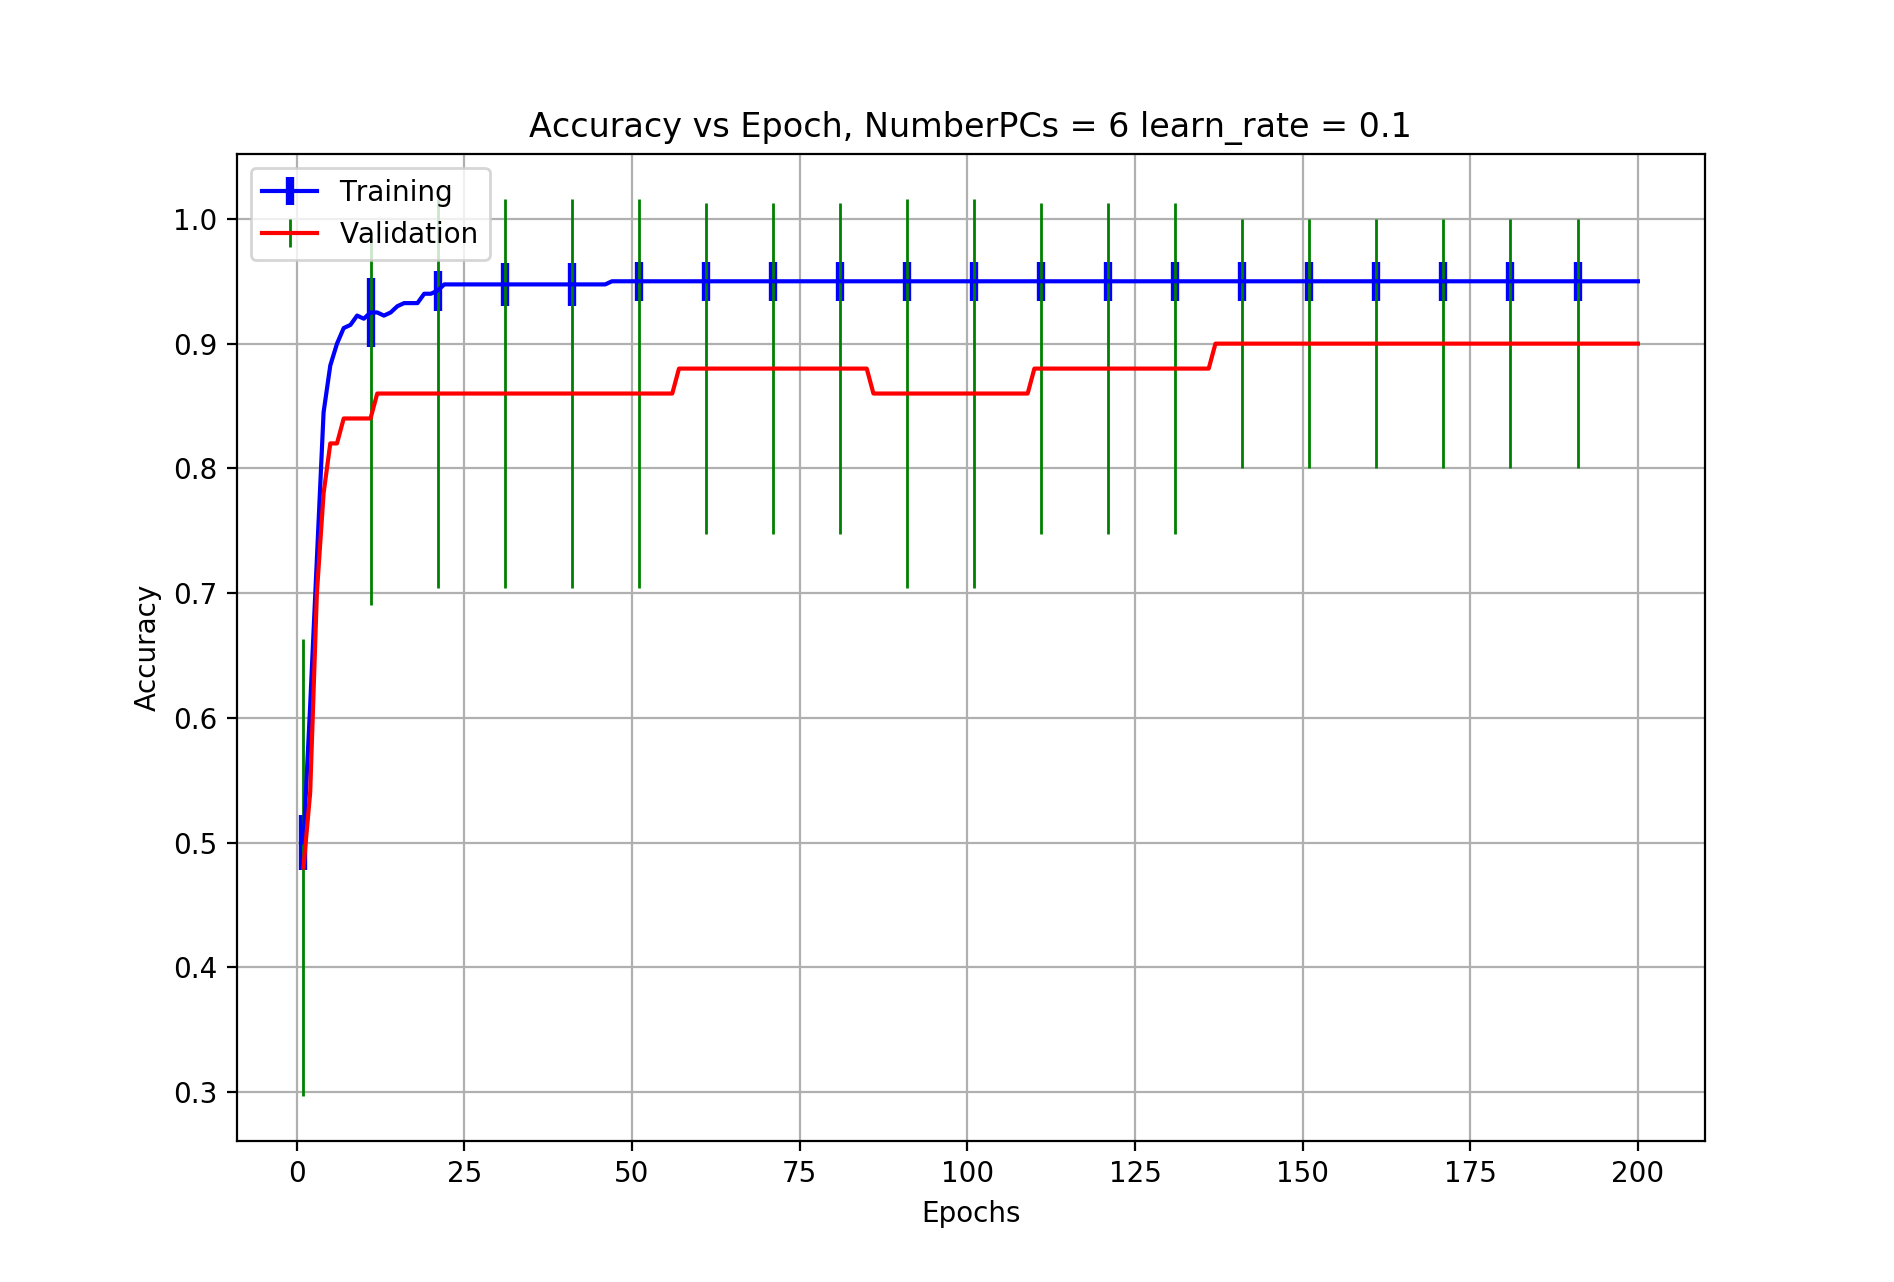 Accuracy vs Epoch, NumberPCs = 6 learn_rate = 0.1
Training
Validation
1.0
0.9
0.8
0.7
0.6
0.5
0.4
0.3
Accuracy
0 25 50 75 100 125 150 175 200
Epochs